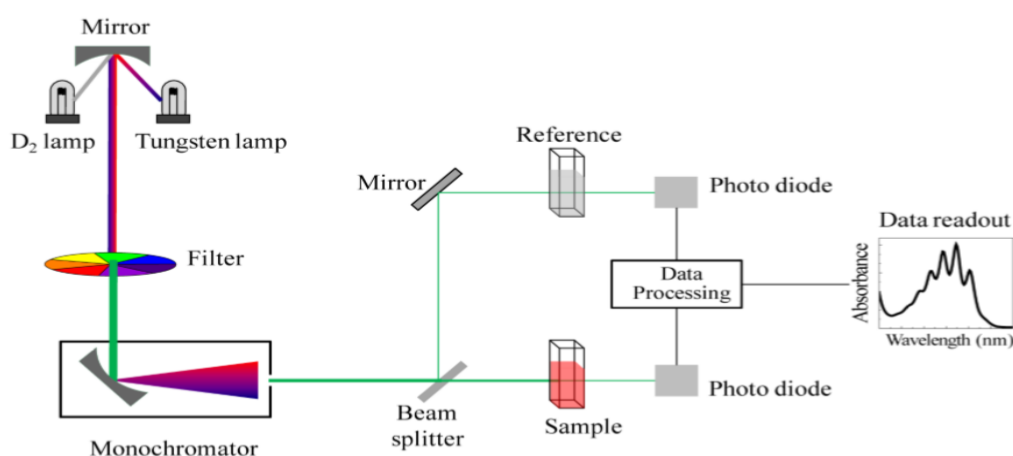 Mirror
D₂ lamp
Tungsten lamp
Filter
Monochromator
Mirror
Beam
splitter
Reference
Sample
Photo diode
Data
Processing
Photo diode
Data readout
Absorbance
Wavelength (nm)